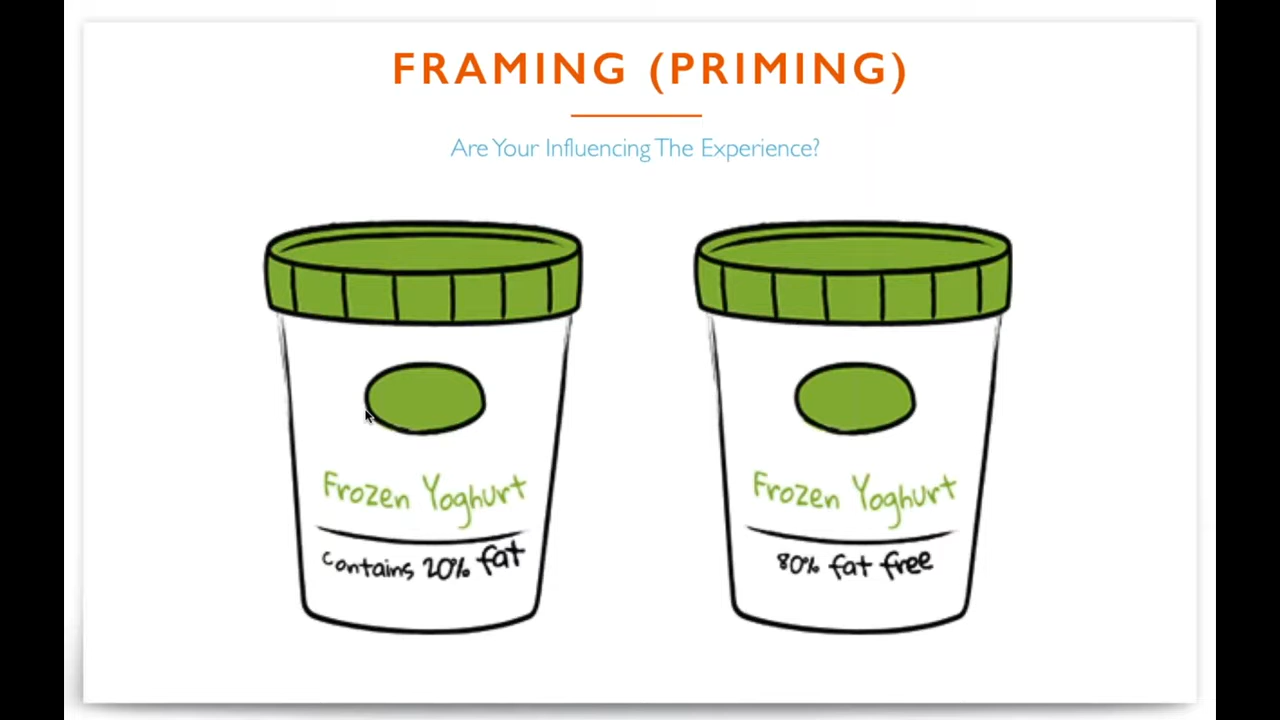 FRAMING (PRIMING)
Are Your Influencing The Experience?
Frozen Yoghurt
contains 20% fat
Frozen Yoghurt
80% fat free